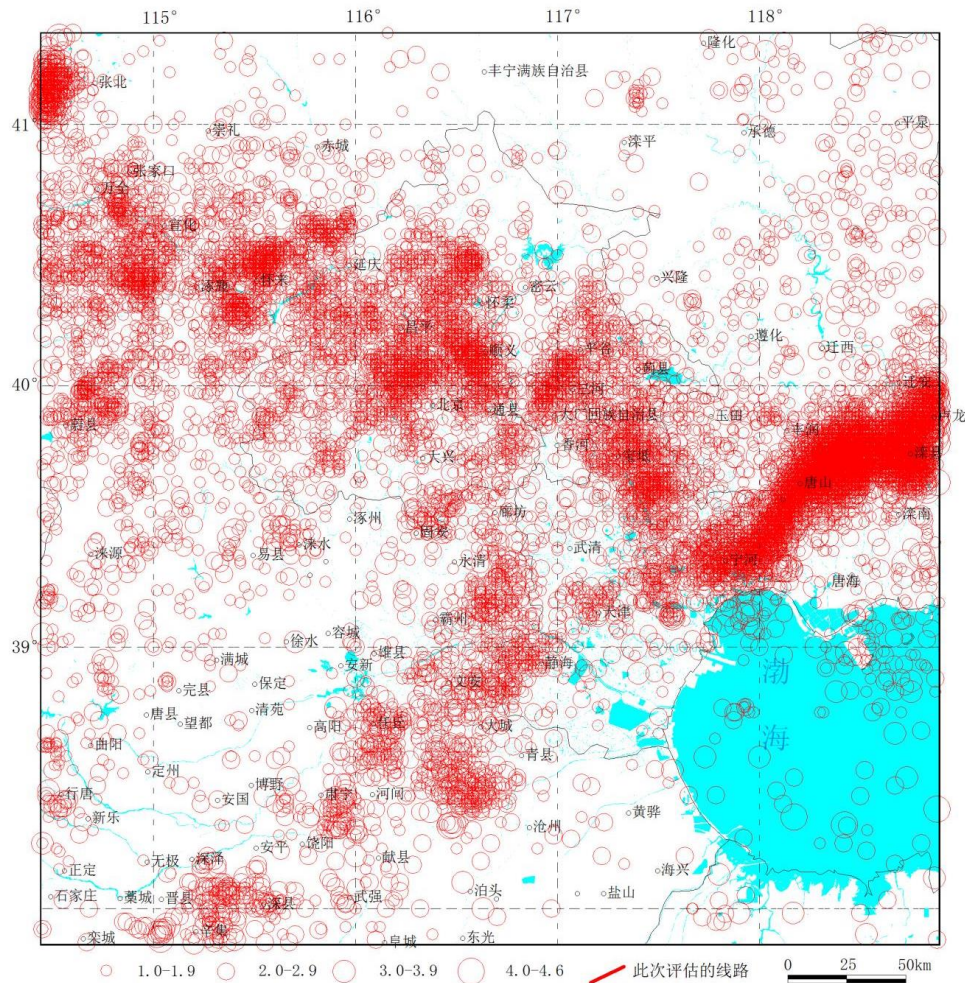 115° 116° 117° 118°
隆化
丰宁满族自治县
张北
41°
崇礼
承德
平泉
赤城
滦平
张家口
万全
宣化
延庆
兴隆
怀来
涿鹿
密云
怀柔
昌平
遵化
顺义
迁西
平谷
蓟县
40°
三河
迁安
北京
通县
大厂回族自治县
玉田
卢龙
蔚县
丰润
香河
滦县
大兴
宝坻
唐山
涿州
廊坊
滦南
固安
涞水
武清
涞源
易县
永清
宁河
唐海
霸州
天津
39°
容城
徐水
雄县
满城
安新
静海
渤
完县
保定
文安
唐县
清苑
任丘
望都
高阳
大城
海
曲阳
青县
定州
博野
行唐
安国
肃宁
河间
黄骅
新乐
沧州
饶阳
安平
无极
深泽
献县
正定
海兴
石家庄
藁城
晋县
武强
泊头
盐山
深县
辛集
栾城
阜城
东光
1.0-1.9 2.0-2.9 3.0-3.9 4.0-4.6 此次评估的线路 0 25 50km